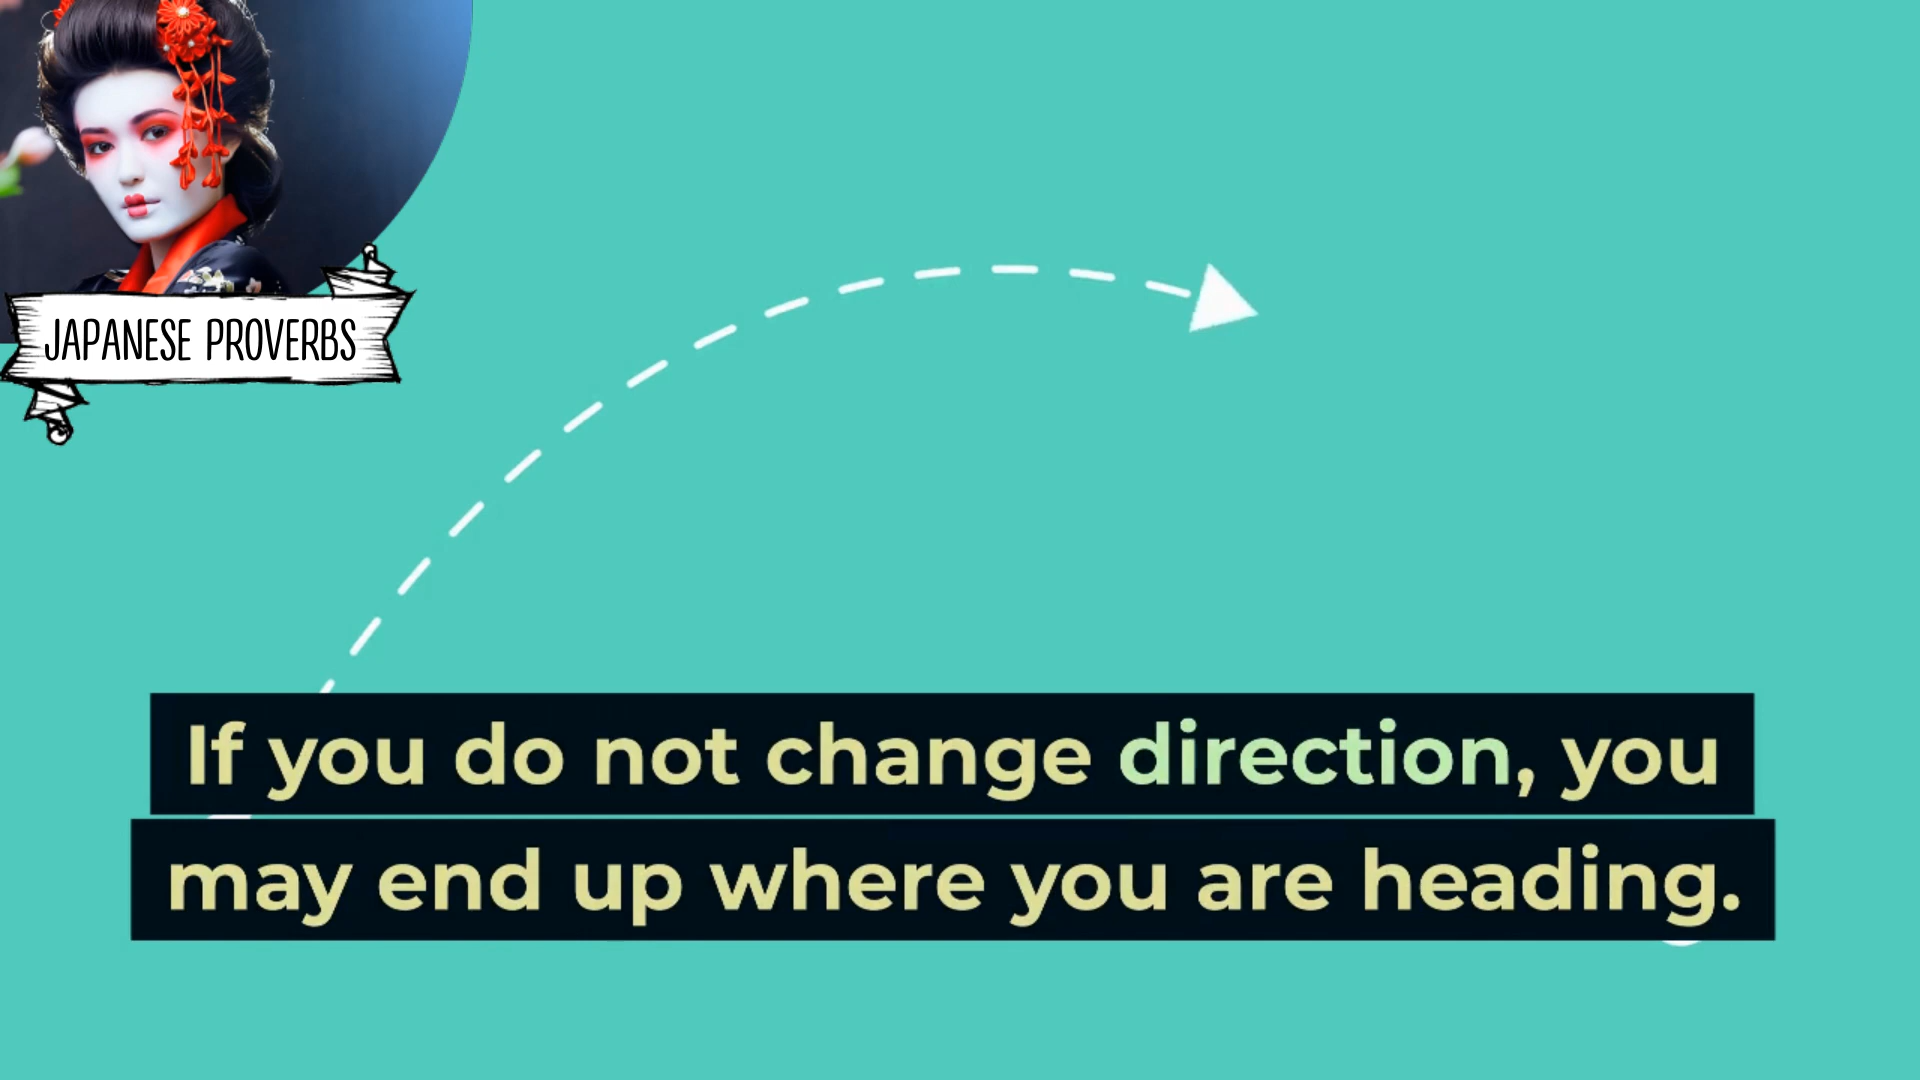 JAPANESE PROVERBS
If you do not change direction, you
may end up where you are heading.